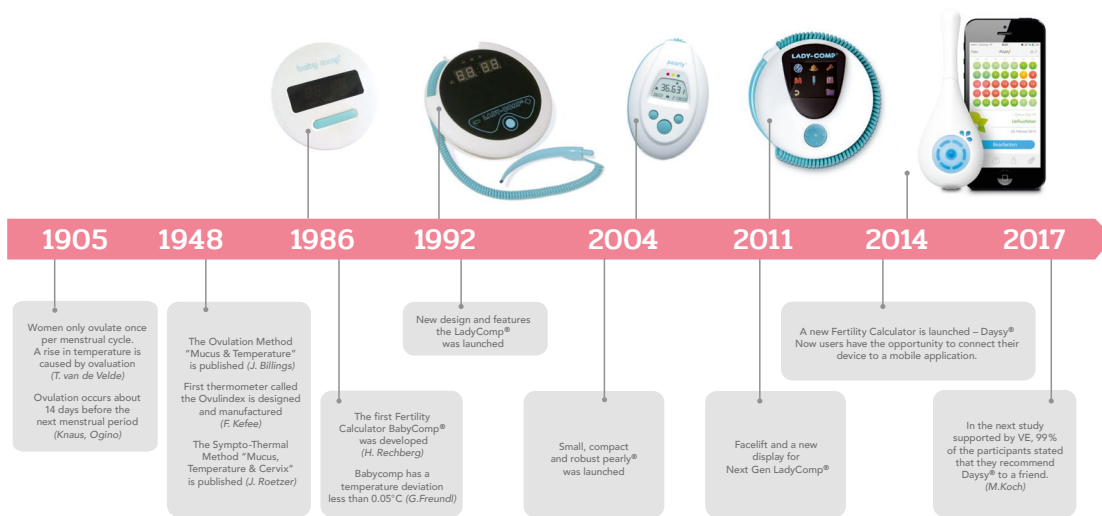 baby comp®
LADY-COMP®
pearly®
36.63
LADY-COMP®
1905
1948
1986
1992
2004
2011
2014
2017
Women only ovulate once
per menstrual cycle.
A rise in temperature is
caused by ovaluation
(T. van de Velde)
Ovulation occurs about
14 days before the
next menstrual period
(Knaus, Ogino)
The Ovulation Method
“Mucus & Temperature”
is published (J. Billings)
First thermometer called
the Ovulindex is designed
and manufactured
(F. Kefee)
The Sympto-Thermal
Method “Mucus,
Temperature & Cervix”
is published (J. Roetzer)
The first Fertility
Calculator BabyComp®
was developed
(H. Rechberg)
Babycomp has a
temperature deviation
less than 0.05°C (G.Freundl)
New design and features
the LadyComp®
was launched
Small, compact
and robust pearly®
was launched
Facelift and a new
display for
Next Gen LadyComp®
A new Fertility Calculator is launched – Daysy®
Now users have the opportunity to connect their
device to a mobile application.
In the next study
supported by VE, 99%
of the participants stated
that they recommend
Daysy® to a friend.
(M.Koch)